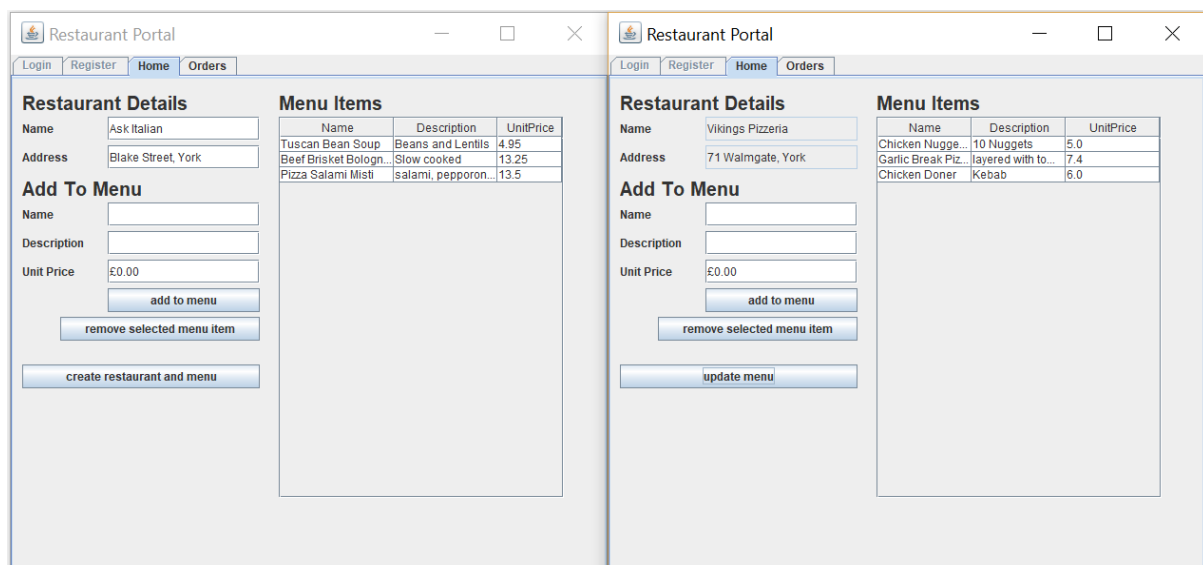 Restaurant Portal
Login Register Home Orders
Restaurant Details
Name Ask Italian
Address Blake Street, York
Add To Menu
Name
Description
Unit Price £0.00
add to menu
remove selected menu item
create restaurant and menu
Menu Items
Name Description UnitPrice
Tuscan Bean Soup Beans and Lentils 4.95
Beef Brisket Bologn... Slow cooked 13.25
Pizza Salami Misti salami, pepporon... 13.5
Restaurant Portal
Login Register Home Orders
Restaurant Details
Name Vikings Pizzeria
Address 71 Walmgate, York
Add To Menu
Name
Description
Unit Price £0.00
add to menu
remove selected menu item
update menu
Menu Items
Name Description UnitPrice
Chicken Nugge... 10 Nuggets 5.0
Garlic Break Piz... layered with to... 7.4
Chicken Doner Kebab 6.0